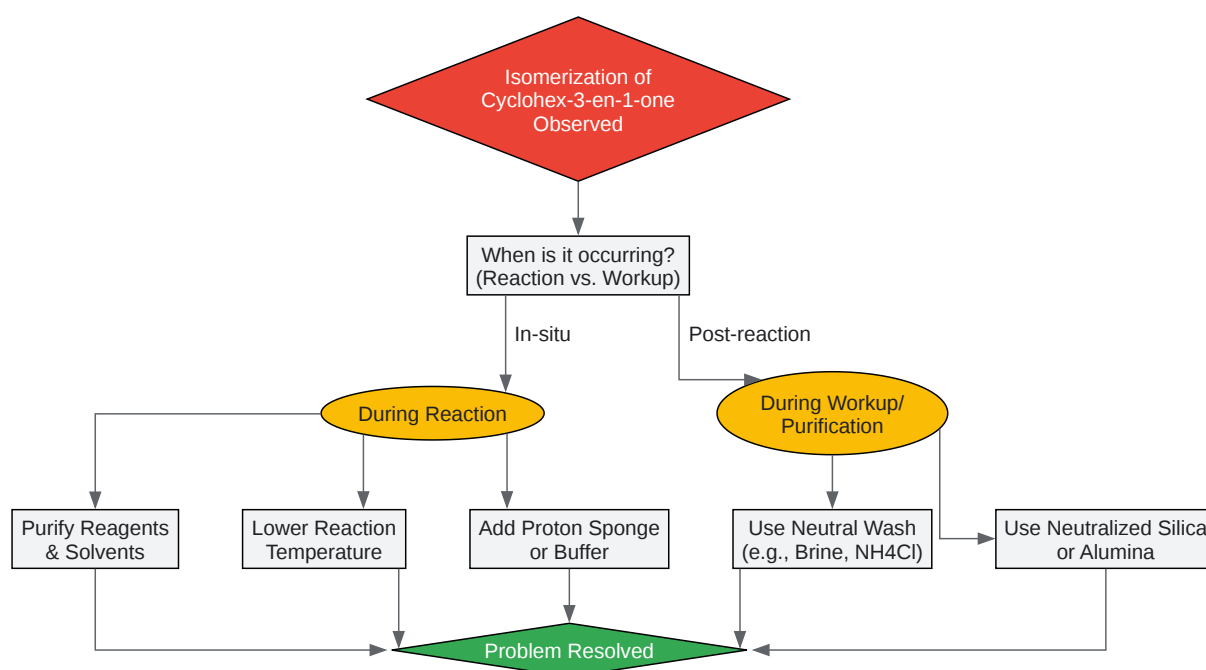 Isomerization of
Cyclohex-3-en-1-one
Observed
When is it occurring?
(Reaction vs. Workup)
In-situ
Post-reaction
During Reaction
During Workup/
Purification
Purify Reagents
& Solvents
Lower Reaction
Temperature
Add Proton Sponge
or Buffer
Use Neutral Wash
(e.g., Brine, NH4Cl)
Use Neutralized Silica
or Alumina
Problem Resolved